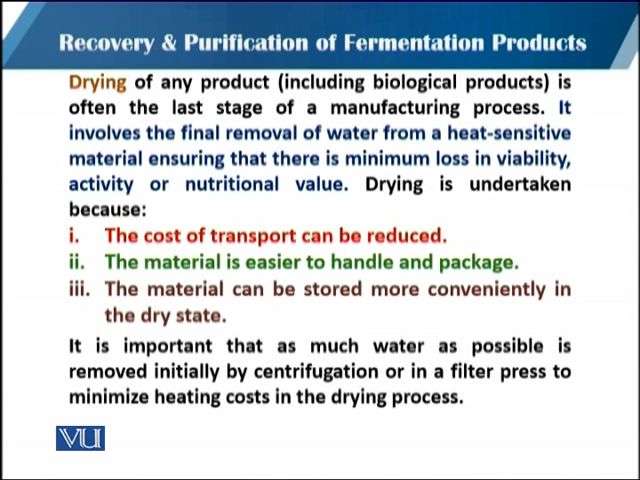 Recovery & Purification of Fermentation Products
Drying of any product (including biological products) is
often the last stage of a manufacturing process. It
involves the final removal of water from a heat-sensitive
material ensuring that there is minimum loss in viability,
activity or nutritional value. Drying is undertaken
because:
i. The cost of transport can be reduced.
ii. The material is easier to handle and package.
iii. The material can be stored more conveniently in
the dry state.
It is important that as much water as possible is
removed initially by centrifugation or in a filter press to
minimize heating costs in the drying process.
VU